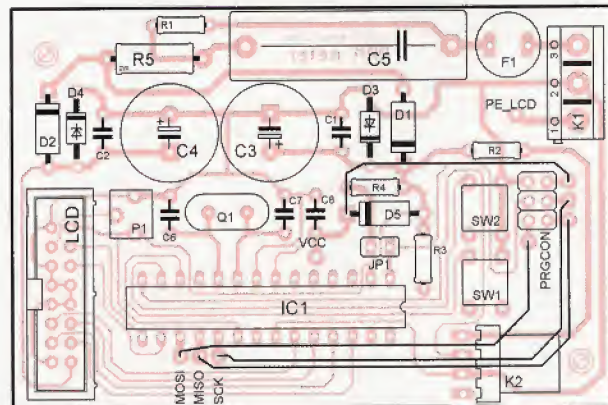 R1
R5
2W
C5
F1
3
2
1
K1
PE_LCD
D4
D3
D1
D2
C2
C4
C3
C1
R2
LCD
P1
C6
Q1
C7
C8
R4
D5
VCC
JP1
R3
SW2
SW1
PRGCON
IC1
MOSI
MISO
SCK
K2